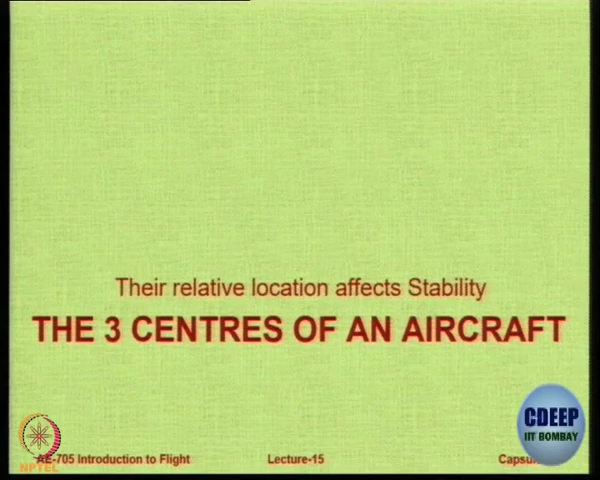 Their relative location affects Stability
THE 3 CENTRES OF AN AIRCRAFT
CDEEP
IIT BOMBAY
NPTEL
AE-705 Introduction to Flight
Lecture-15